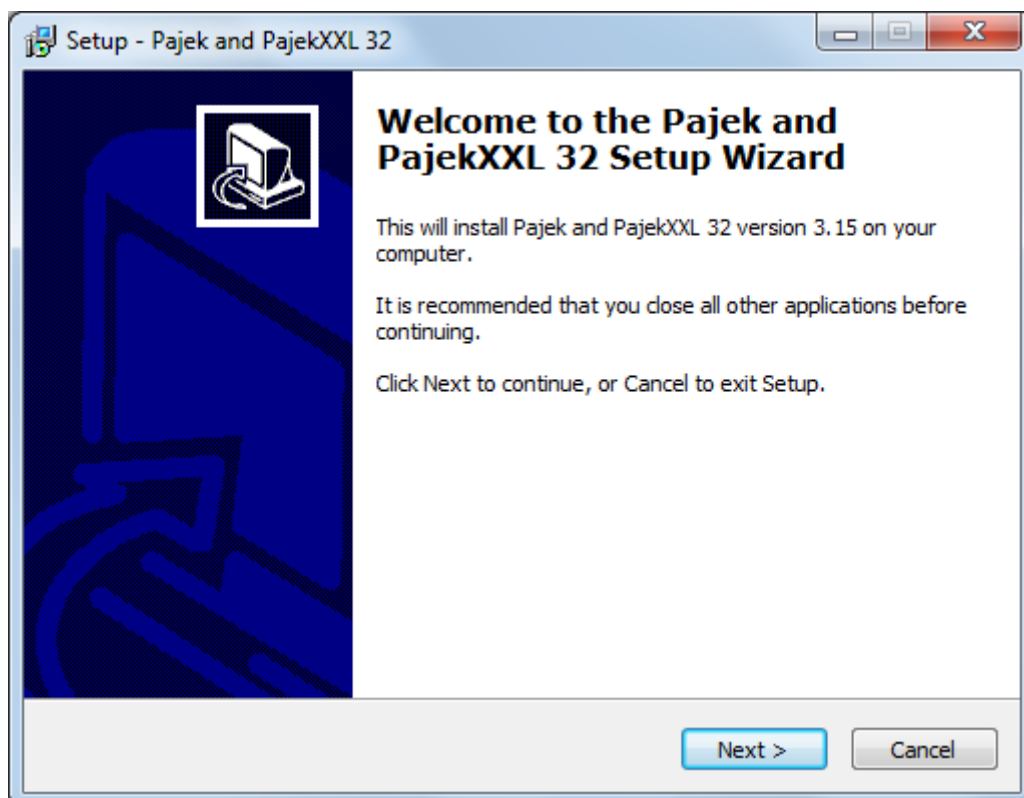 Setup - Pajek and PajekXXL 32
Welcome to the Pajek and
PajekXXL 32 Setup Wizard
This will install Pajek and PajekXXL 32 version 3.15 on your
computer.
It is recommended that you close all other applications before
continuing.
Click Next to continue, or Cancel to exit Setup.
Next >
Cancel